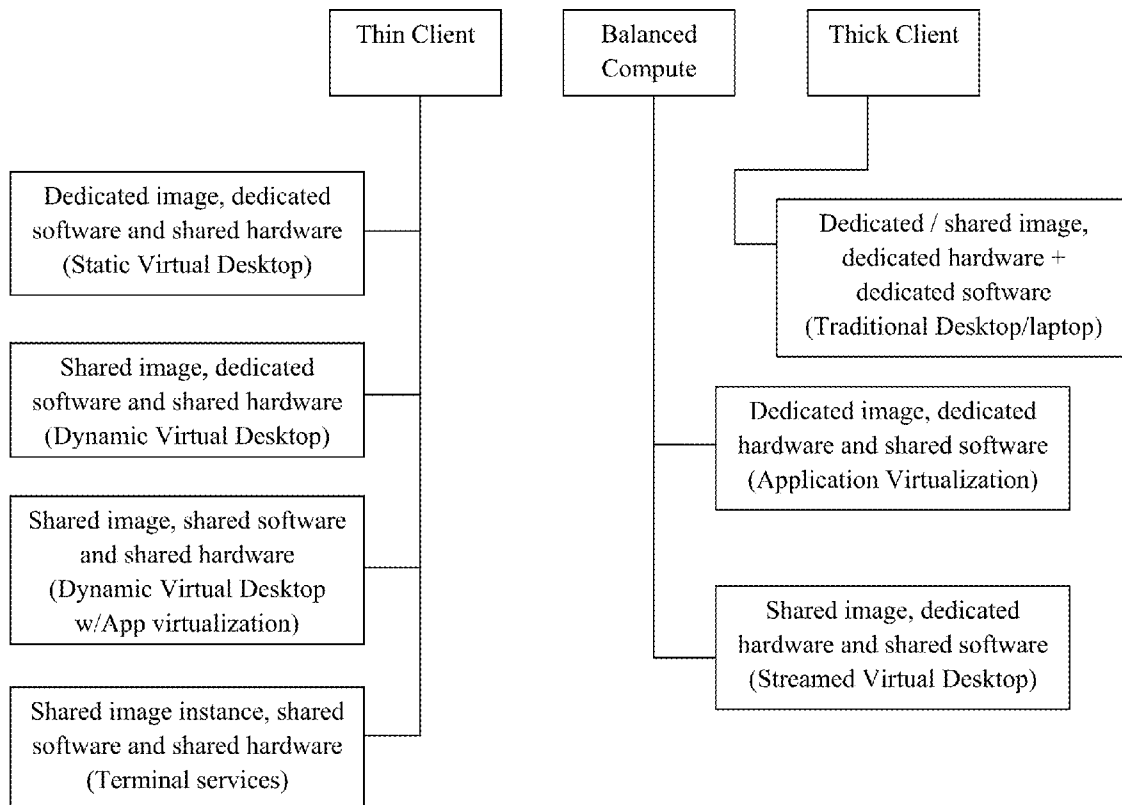 Thin Client
Balanced
Compute
Thick Client
Dedicated image, dedicated
software and shared hardware
(Static Virtual Desktop)
Shared image, dedicated
software and shared hardware
(Dynamic Virtual Desktop)
Shared image, shared software
and shared hardware
(Dynamic Virtual Desktop
w/App virtualization)
Shared image instance, shared
software and shared hardware
(Terminal services)
Dedicated / shared image,
dedicated hardware +
dedicated software
(Traditional Desktop/laptop)
Dedicated image, dedicated
hardware and shared software
(Application Virtualization)
Shared image, dedicated
hardware and shared software
(Streamed Virtual Desktop)